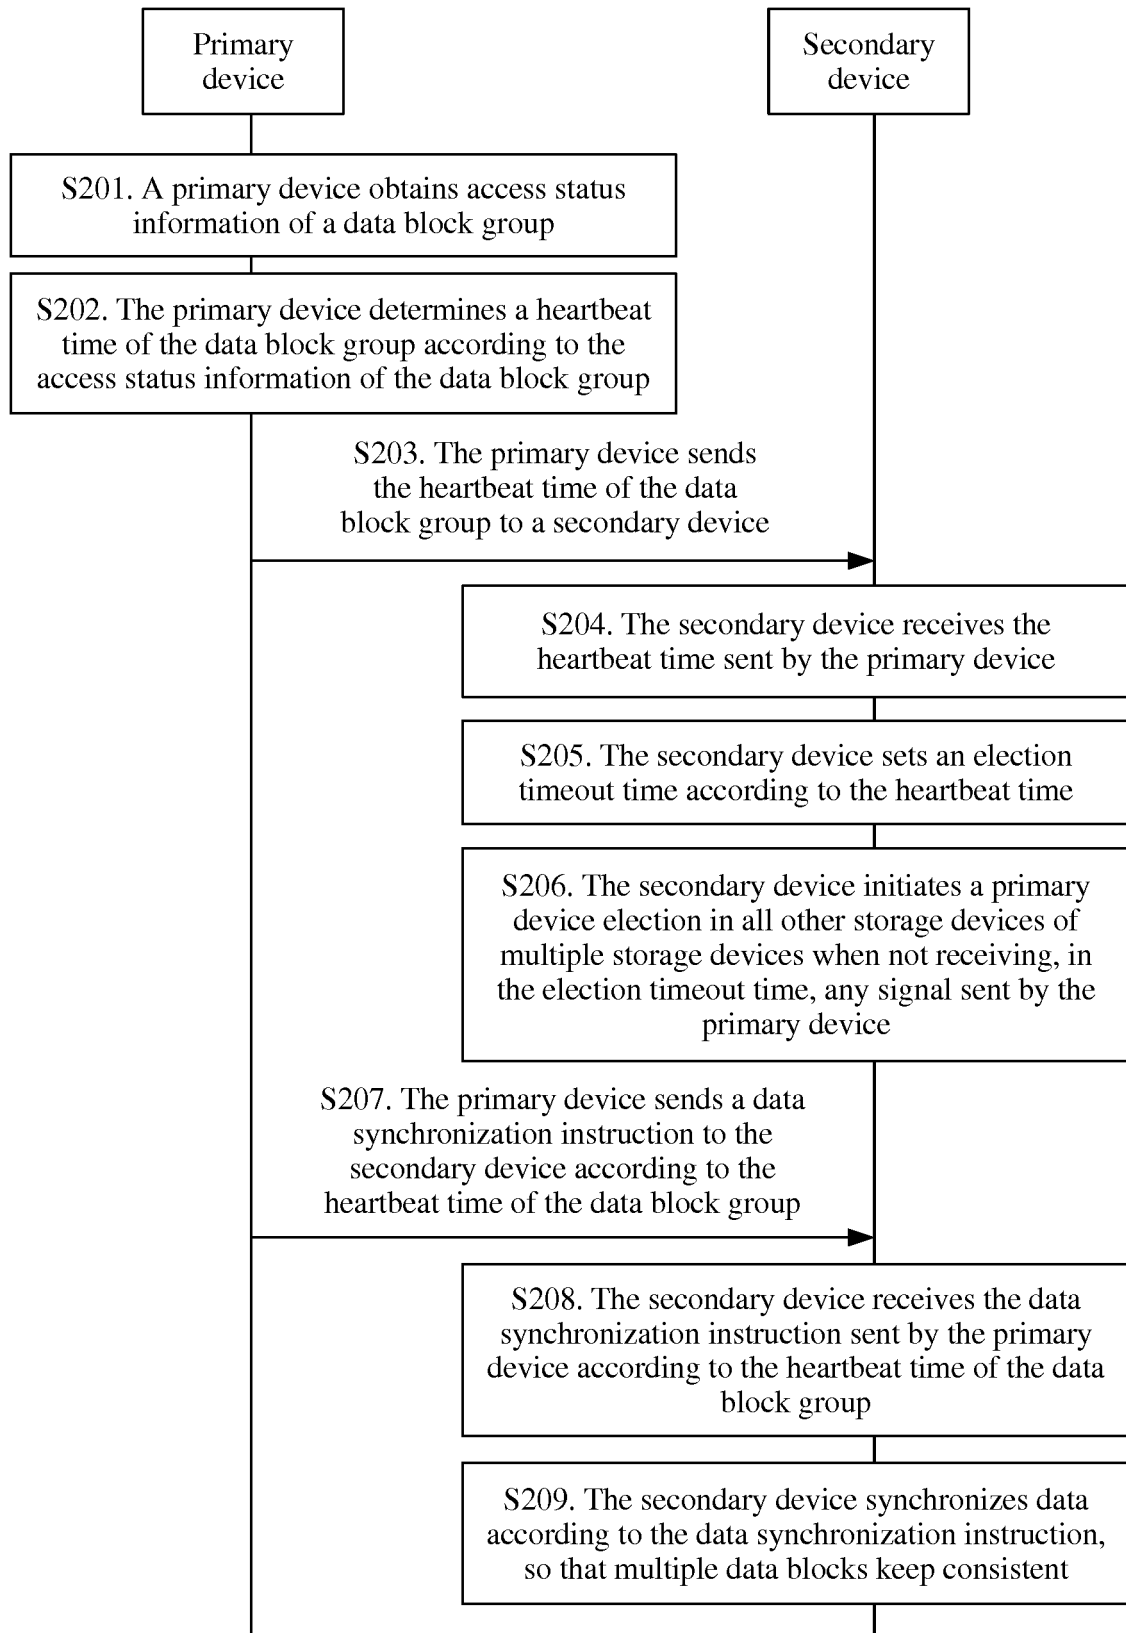 Primary
device
Secondary
device
S201. A primary device obtains access status
information of a data block group
S202. The primary device determines a heartbeat
time of the data block group according to the
access status information of the data block group
S203. The primary device sends
the heartbeat time of the data
block group to a secondary device
S204. The secondary device receives the
heartbeat time sent by the primary device
S205. The secondary device sets an election
timeout time according to the heartbeat time
S206. The secondary device initiates a primary
device election in all other storage devices of
multiple storage devices when not receiving, in
the election timeout time, any signal sent by the
primary device
S207. The primary device sends a data
synchronization instruction to the
secondary device according to the
heartbeat time of the data block group
S208. The secondary device receives the data
synchronization instruction sent by the primary
device according to the heartbeat time of the data
block group
S209. The secondary device synchronizes data
according to the data synchronization instruction,
so that multiple data blocks keep consistent